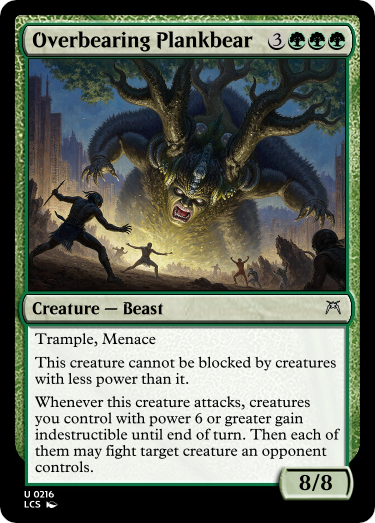 Overbearing Plankbear 3
Creature — Beast
Trample, Menace
This creature cannot be blocked by creatures
with less power than it.
Whenever this creature attacks, creatures
you control with power 6 or greater gain
indestructible until end of turn. Then each of
them may fight target creature an opponent
controls.
8/8
U 0216
LCS